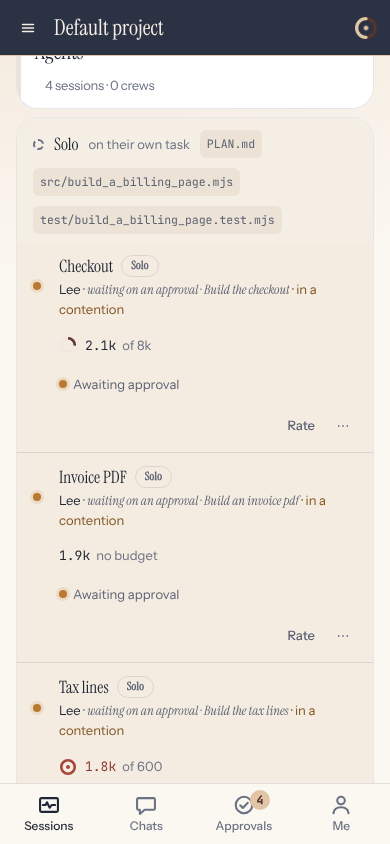 Default project
Agents
4 sessions · 0 crews
Solo on their own task PLAN.md
src/build_a_billing_page.mjs
test/build_a_billing_page.test.mjs
Checkout Solo
Lee · waiting on an approval · Build the checkout · in a
contention
2.1k of 8k
Awaiting approval
Rate ···
Invoice PDF Solo
Lee · waiting on an approval · Build an invoice pdf · in a
contention
1.9k no budget
Awaiting approval
Rate ···
Tax lines Solo
Lee · waiting on an approval · Build the tax lines · in a
contention
1.8k of 600
4
Sessions Chats Approvals Me